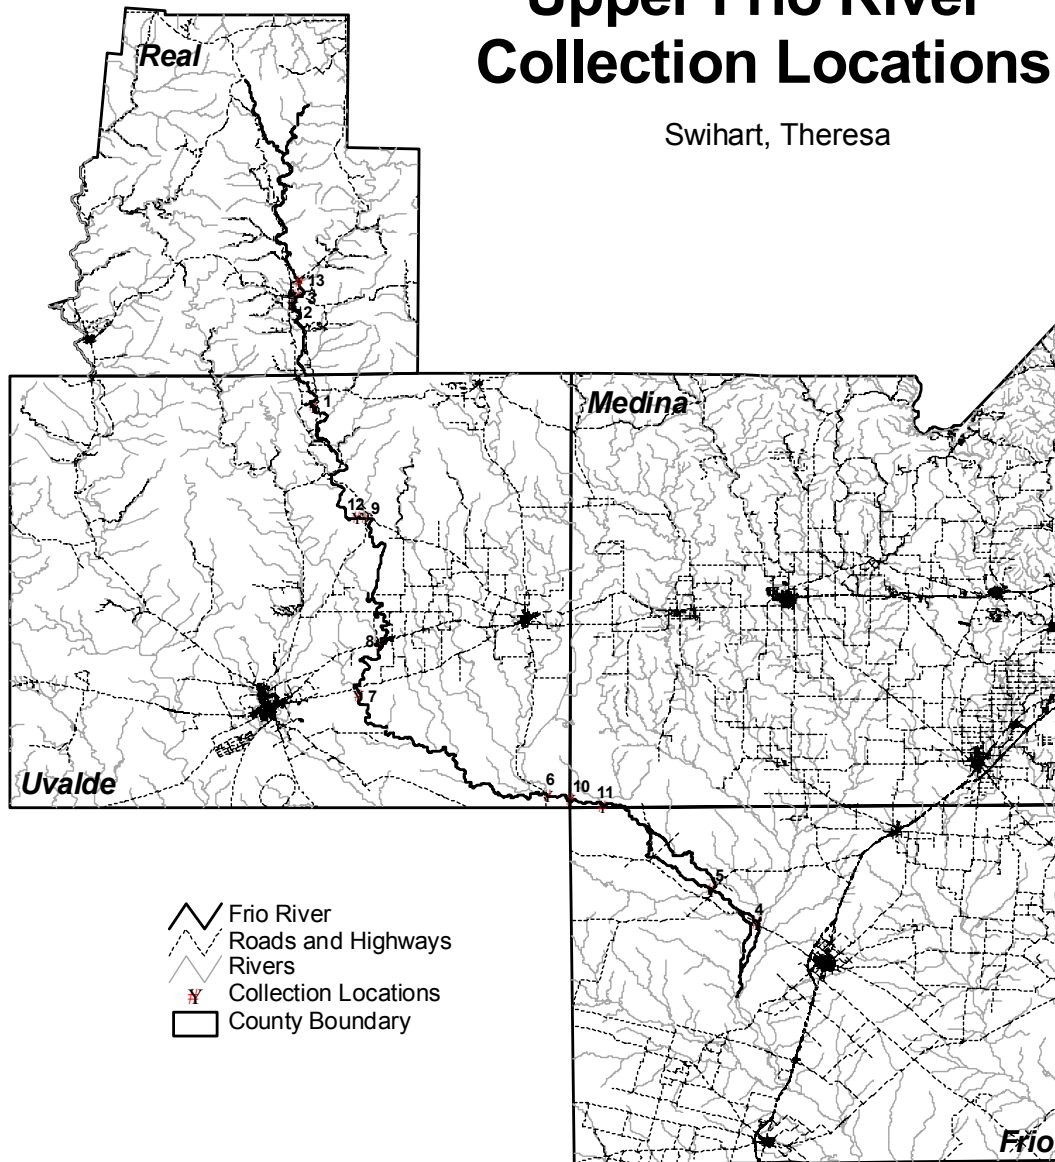 Upper Frio River
Collection Locations
Swihart, Theresa
Real
13
3
12
1
Medina
12 9
8
7
Uvalde
6
10
11
5
4
Frio River
Roads and Highways
Rivers
Collection Locations
County Boundary
Frio